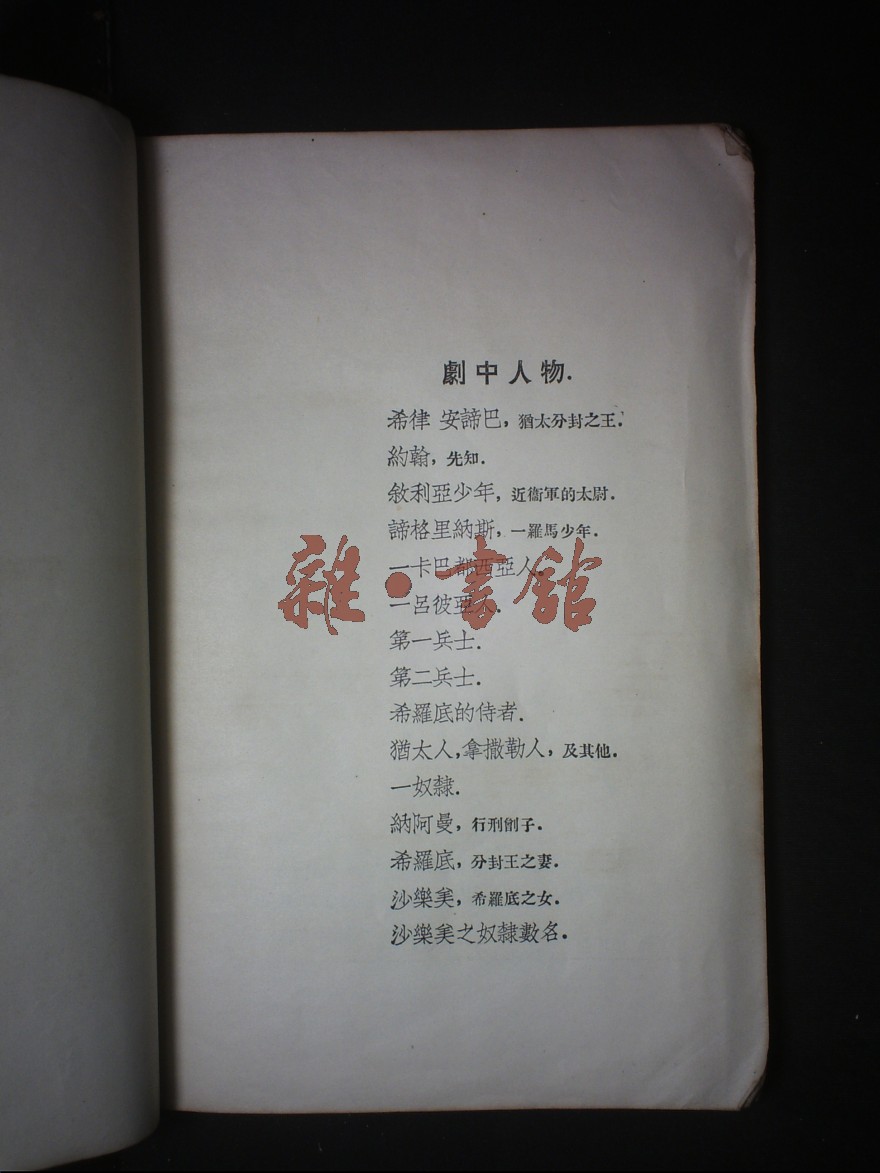 劇中人物.
希律 安諦巴，猶太分封之王.
約翰，先知.
敘利亞少年，近衞軍的太尉.
諦格里納斯，一羅馬少年.
一卡巴都西亞人.
一呂彼亞人.
第一兵士.
第二兵士.
希羅底的侍者.
猶太人，拿撒勒人，及其他.
一奴隸.
納阿曼，行刑劊子.
希羅底，分封王之妻.
沙樂美，希羅底之女.
沙樂美之奴隸數名.
雜·書館